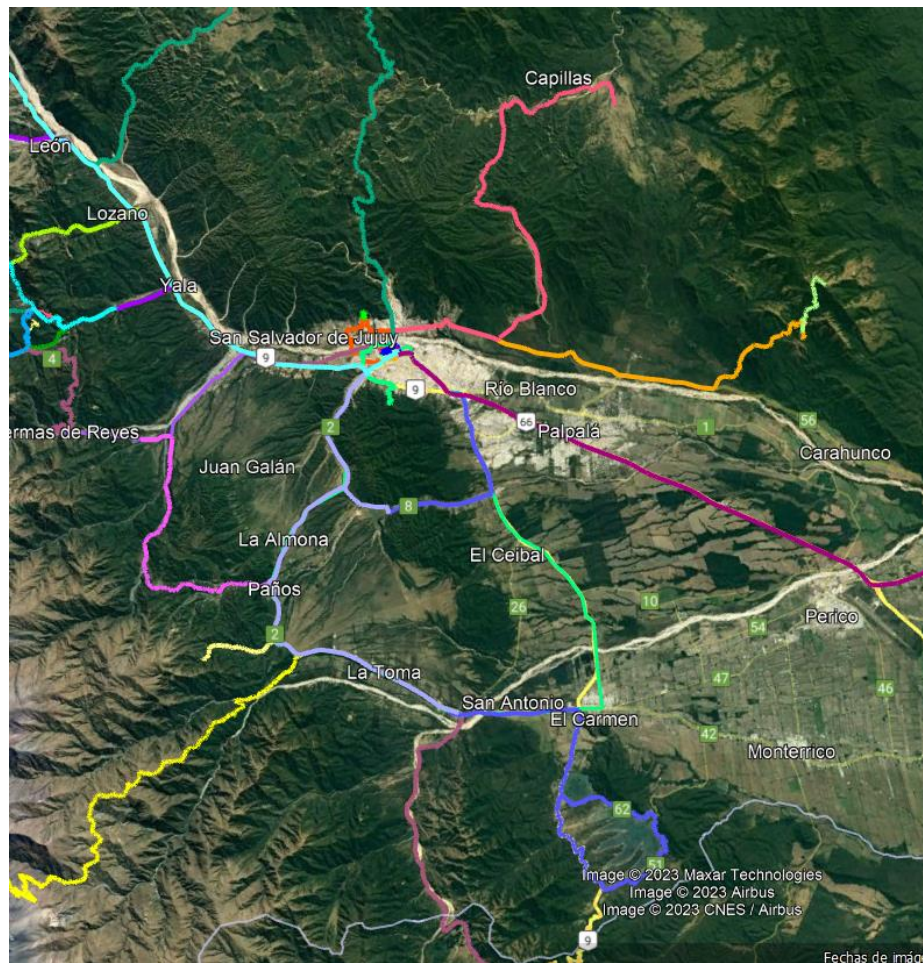 Capillas
León
Lozano
Yala
San Salvador de Jujuy
9
4
9
Río Blanco
66
Palpalá
1
56
ermas de Reyes
2
Carahunco
Juan Galán
8
La Almona
El Ceibal
Paños
26
10
Perico
54
2
La Toma
47
46
San Antonio
El Carmen
42
Monterrico
62
51
Image © 2023 Maxar Technologies
Image © 2023 Airbus
Image © 2023 CNES / Airbus
9
Fechas de imág